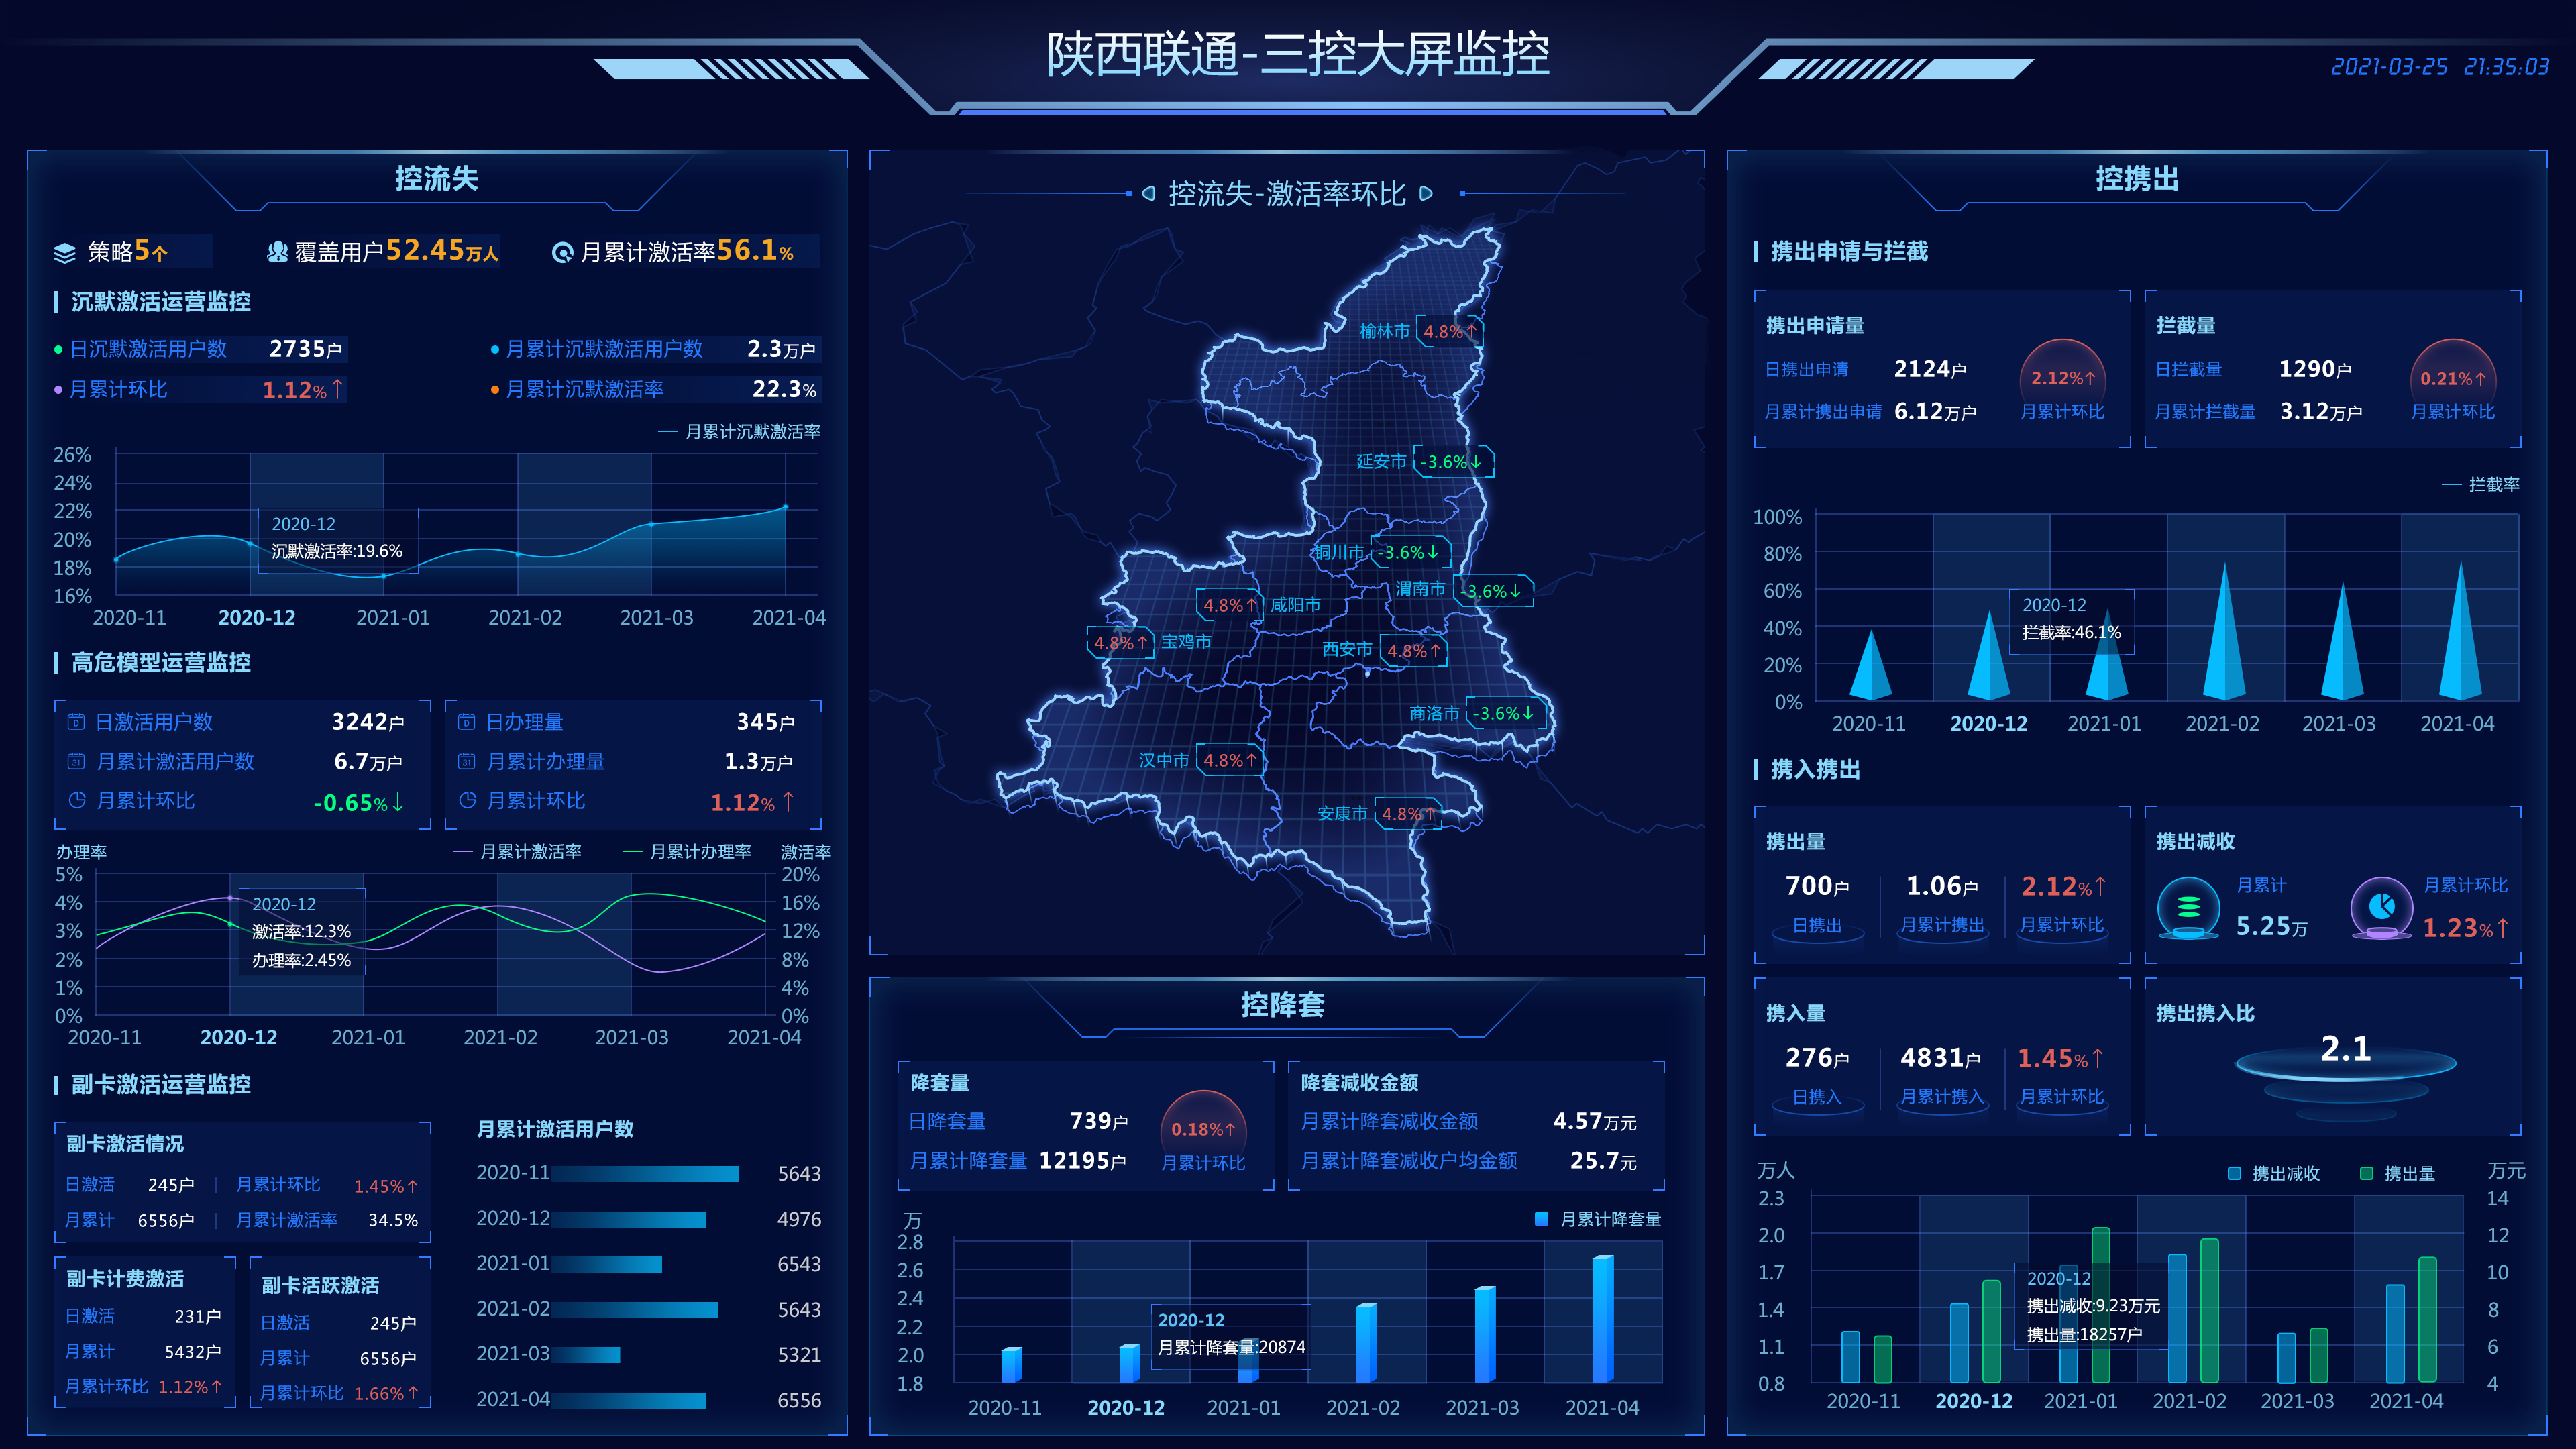 陕西联通-三控大屏监控
2021-03-25 21:35:03
控流失
策略5个
覆盖用户52.45万人
月累计激活率56.1%
沉默激活运营监控
日沉默激活用户数 2735户
月累计沉默激活用户数 2.3万户
月累计环比 1.12%↑
月累计沉默激活率 22.3%
月累计沉默激活率
26%
24%
22%
20%
18%
16%
2020-12
沉默激活率:19.6%
2020-11 2020-12 2021-01 2021-02 2021-03 2021-04
高危模型运营监控
D 日激活用户数 3242户
31 月累计激活用户数 6.7万户
月累计环比 -0.65%↓
D 日办理量 345户
31 月累计办理量 1.3万户
月累计环比 1.12%↑
办理率 月累计激活率 月累计办理率 激活率
5% 20%
4% 16%
3% 12%
2% 8%
1% 4%
0% 0%
2020-12
激活率:12.3%
办理率:2.45%
2020-11 2020-12 2021-01 2021-02 2021-03 2021-04
副卡激活运营监控
副卡激活情况
日激活 245户 月累计环比 1.45%↑
月累计 6556户 月累计激活率 34.5%
副卡计费激活
日激活 231户
月累计 5432户
月累计环比 1.12%↑
副卡活跃激活
日激活 245户
月累计 6556户
月累计环比 1.66%↑
月累计激活用户数
2020-11 5643
2020-12 4976
2021-01 6543
2021-02 5643
2021-03 5321
2021-04 6556
控流失-激活率环比
榆林市 4.8%↑
延安市 -3.6%↓
铜川市 -3.6%↓
渭南市 -3.6%↓
4.8%↑ 咸阳市
4.8%↑ 宝鸡市
西安市 4.8%↑
商洛市 -3.6%↓
汉中市 4.8%↑
安康市 4.8%↑
控降套
降套量
日降套量 739户
月累计降套量 12195户
0.18%↑
月累计环比
降套减收金额
月累计降套减收金额 4.57万元
月累计降套减收户均金额 25.7元
万
月累计降套量
2.8
2.6
2.4
2.2
2.0
1.8
2020-12
月累计降套量:20874
2020-11 2020-12 2021-01 2021-02 2021-03 2021-04
控携出
携出申请与拦截
携出申请量
日携出申请 2124户
月累计携出申请 6.12万户
2.12%↑
月累计环比
拦截量
日拦截量 1290户
月累计拦截量 3.12万户
0.21%↑
月累计环比
拦截率
100%
80%
60%
40%
20%
0%
2020-12
拦截率:46.1%
2020-11 2020-12 2021-01 2021-02 2021-03 2021-04
携入携出
携出量
700户 1.06户 2.12%↑
日携出 月累计携出 月累计环比
携出减收
月累计
5.25万
月累计环比
1.23%↑
携入量
276户 4831户 1.45%↑
日携入 月累计携入 月累计环比
携出携入比
2.1
万人 携出减收 携出量 万元
2.3 14
2.0 12
1.7 10
1.4 8
1.1 6
0.8 4
2020-12
携出减收:9.23万元
携出量:18257户
2020-11 2020-12 2021-01 2021-02 2021-03 2021-04